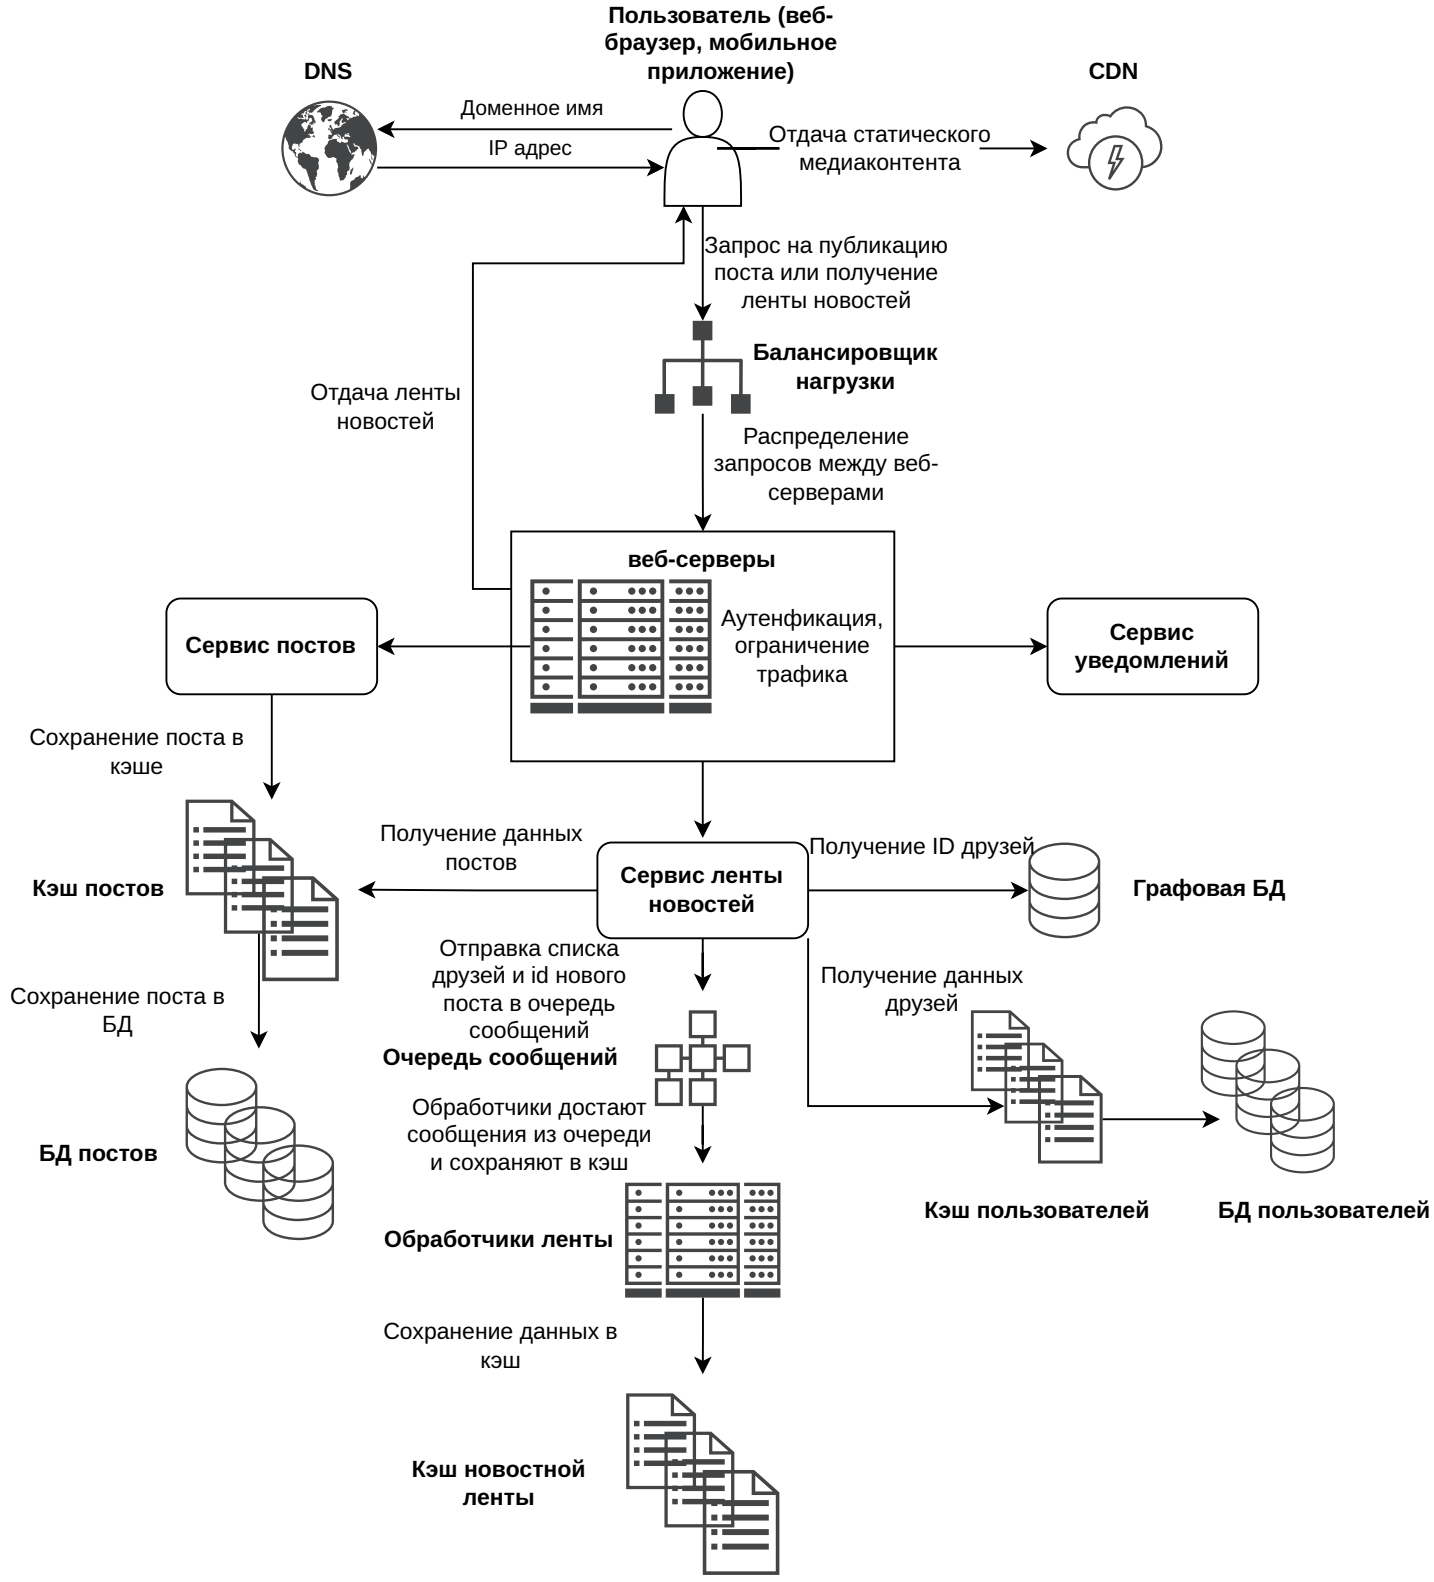 Пользователь (веб-
браузер, мобильное
приложение)
DNS
CDN
Доменное имя
IP адрес
Отдача статического
медиаконтента
Запрос на публикацию
поста или получение
ленты новостей
Балансировщик
нагрузки
Отдача ленты
новостей
Распределение
запросов между веб-
серверами
веб-серверы
Аутенфикация,
ограничение
трафика
Сервис постов
Сервис
уведомлений
Сохранение поста в
кэше
Получение данных
постов
Сервис ленты
новостей
Получение ID друзей
Графовая БД
Кэш постов
Отправка списка
друзей и id нового
поста в очередь
сообщений
Очередь сообщений
Получение данных
друзей
Сохранение поста в
БД
Обработчики достают
сообщения из очереди
и сохраняют в кэш
БД постов
Кэш пользователей
БД пользователей
Обработчики ленты
Сохранение данных в
кэш
Кэш новостной
ленты